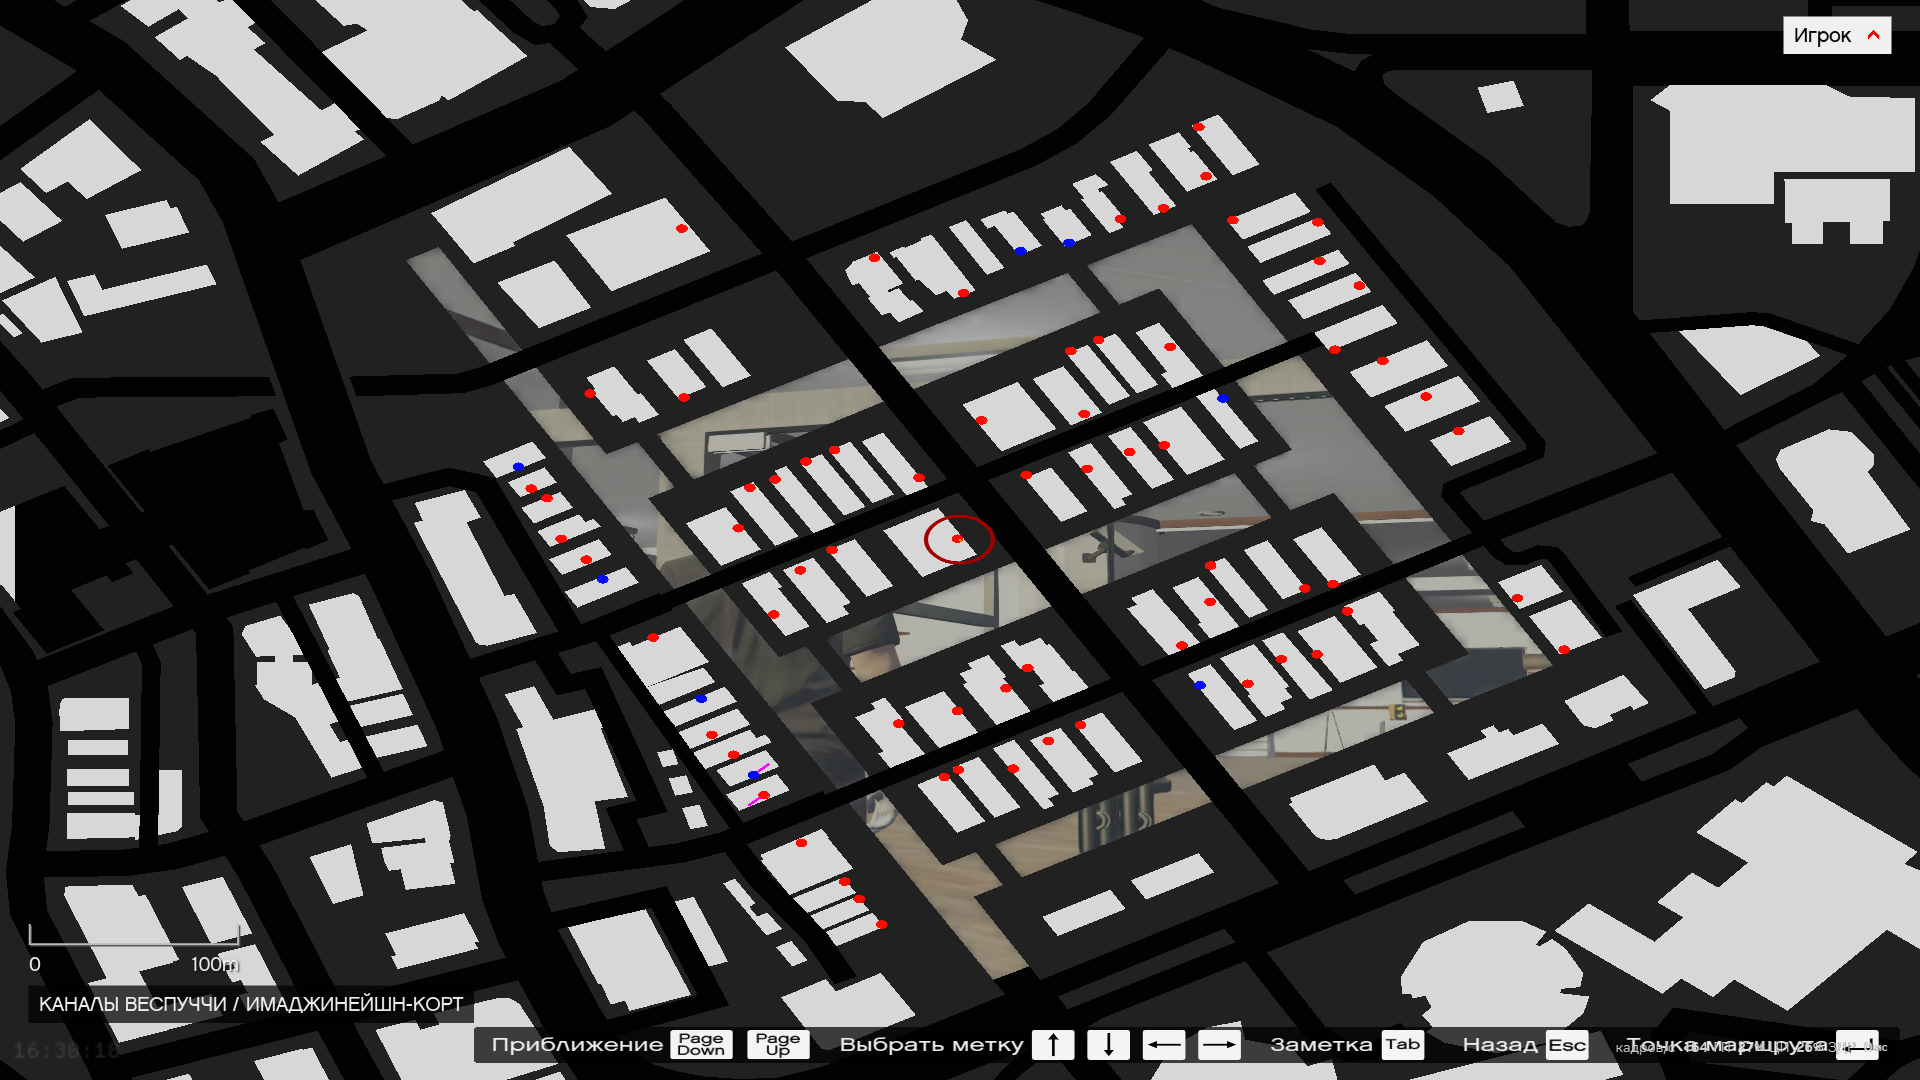 Игрок
0 100m
КАНАЛЫ ВЕСПУЧЧИ / ИМАДЖИНЕЙШН-КОРТ
16:30:18
Приближение Page Down Page Up Выбрать метку ↑ ↓ ← → Заметка Tab Назад Esc Точка маршрута
кадров/с